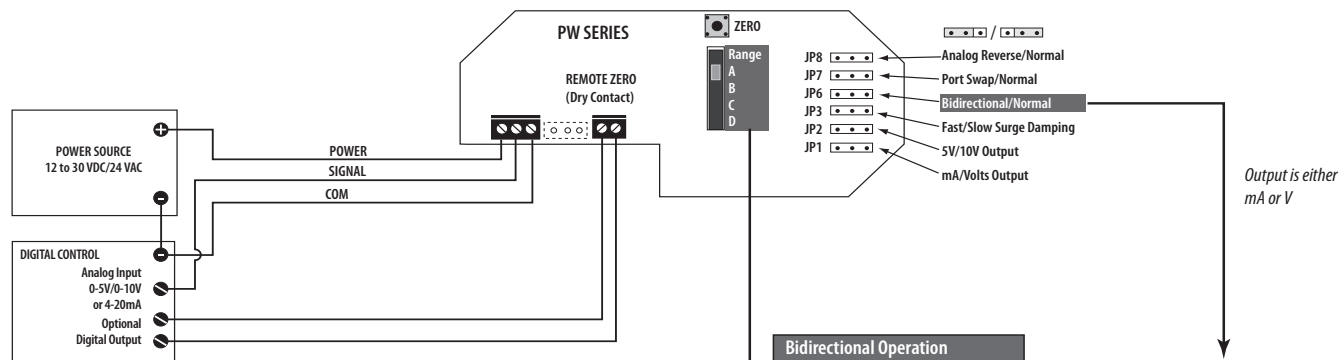 PW SERIES
ZERO
Range
A
B
C
D
REMOTE ZERO
(Dry Contact)
JP8
JP7
JP6
JP3
JP2
JP1
/
Analog Reverse/Normal
Port Swap/Normal
Bidirectional/Normal
Fast/Slow Surge Damping
5V/10V Output
mA/Volts Output
Output is either
mA or V
POWER SOURCE
12 to 30 VDC/24 VAC
POWER
SIGNAL
COM
DIGITAL CONTROL
Analog Input
0-5V/0-10V
or 4-20mA
Optional
Digital Output
Bidirectional Operation